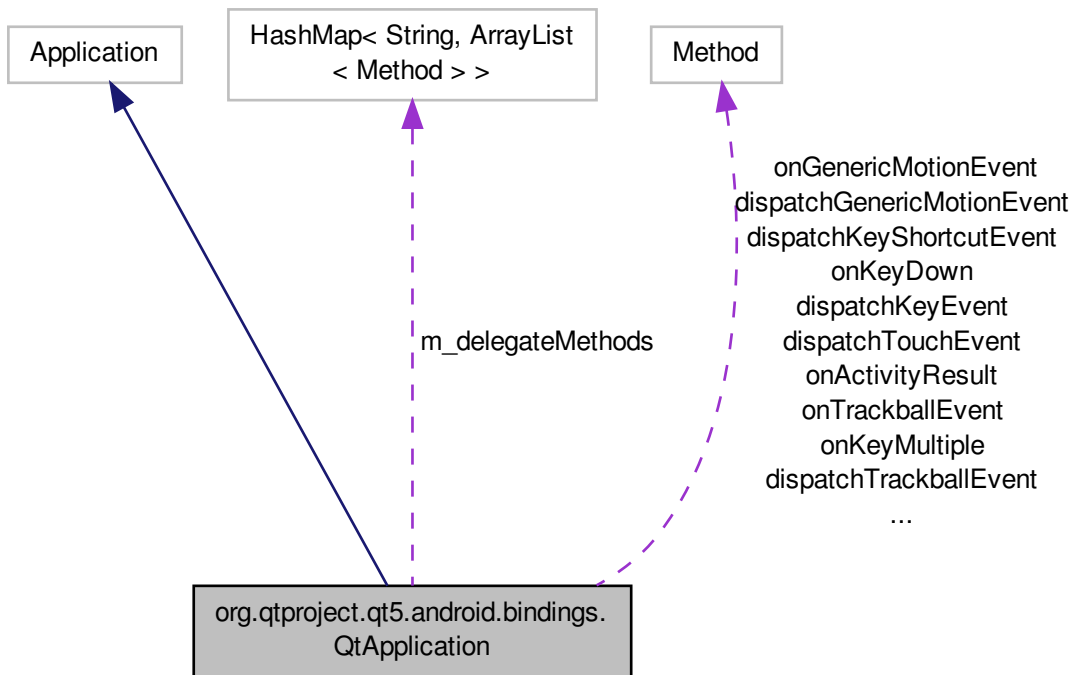 Application
HashMap< String, ArrayList
< Method > >
Method
onGenericMotionEvent
dispatchGenericMotionEvent
dispatchKeyShortcutEvent
onKeyDown
dispatchKeyEvent
dispatchTouchEvent
onActivityResult
onTrackballEvent
onKeyMultiple
dispatchTrackballEvent
...
m_delegateMethods
org.qtproject.qt5.android.bindings.
QtApplication